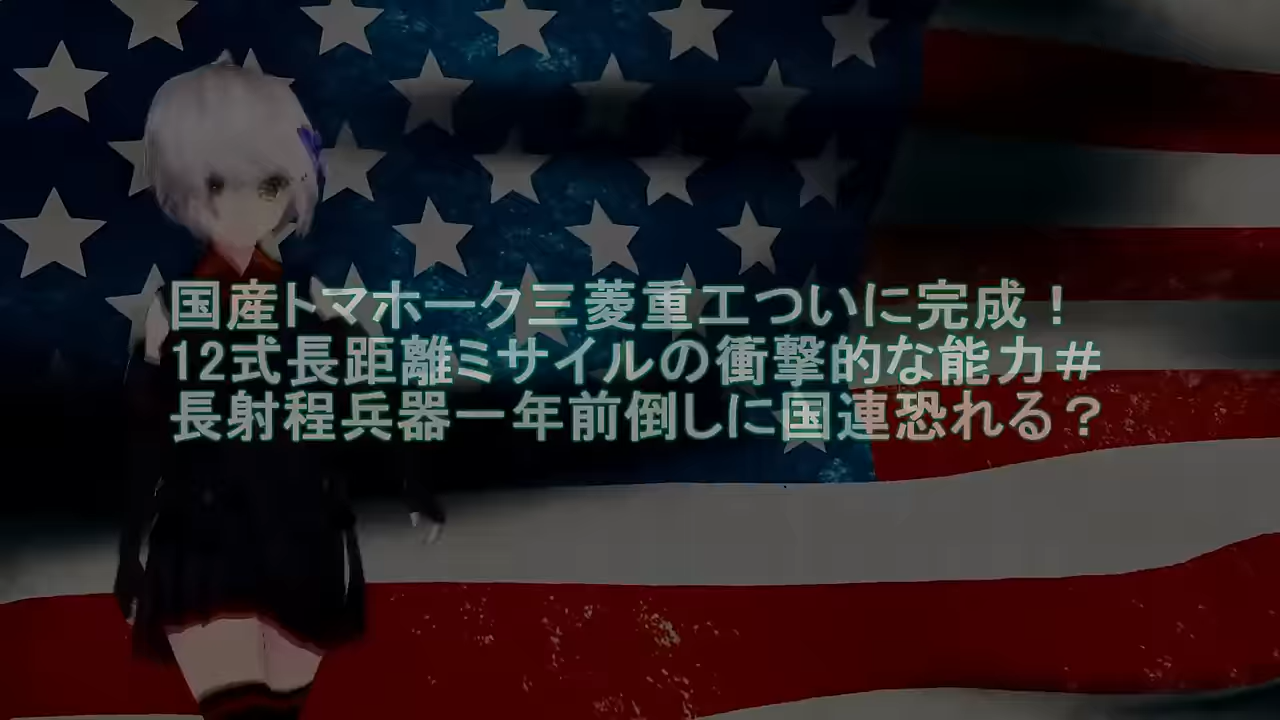 国産トマホーク三菱重工ついに完成！
12式長距離ミサイルの衝撃的な能力＃
長射程兵器一年前倒しに国連恐れる？